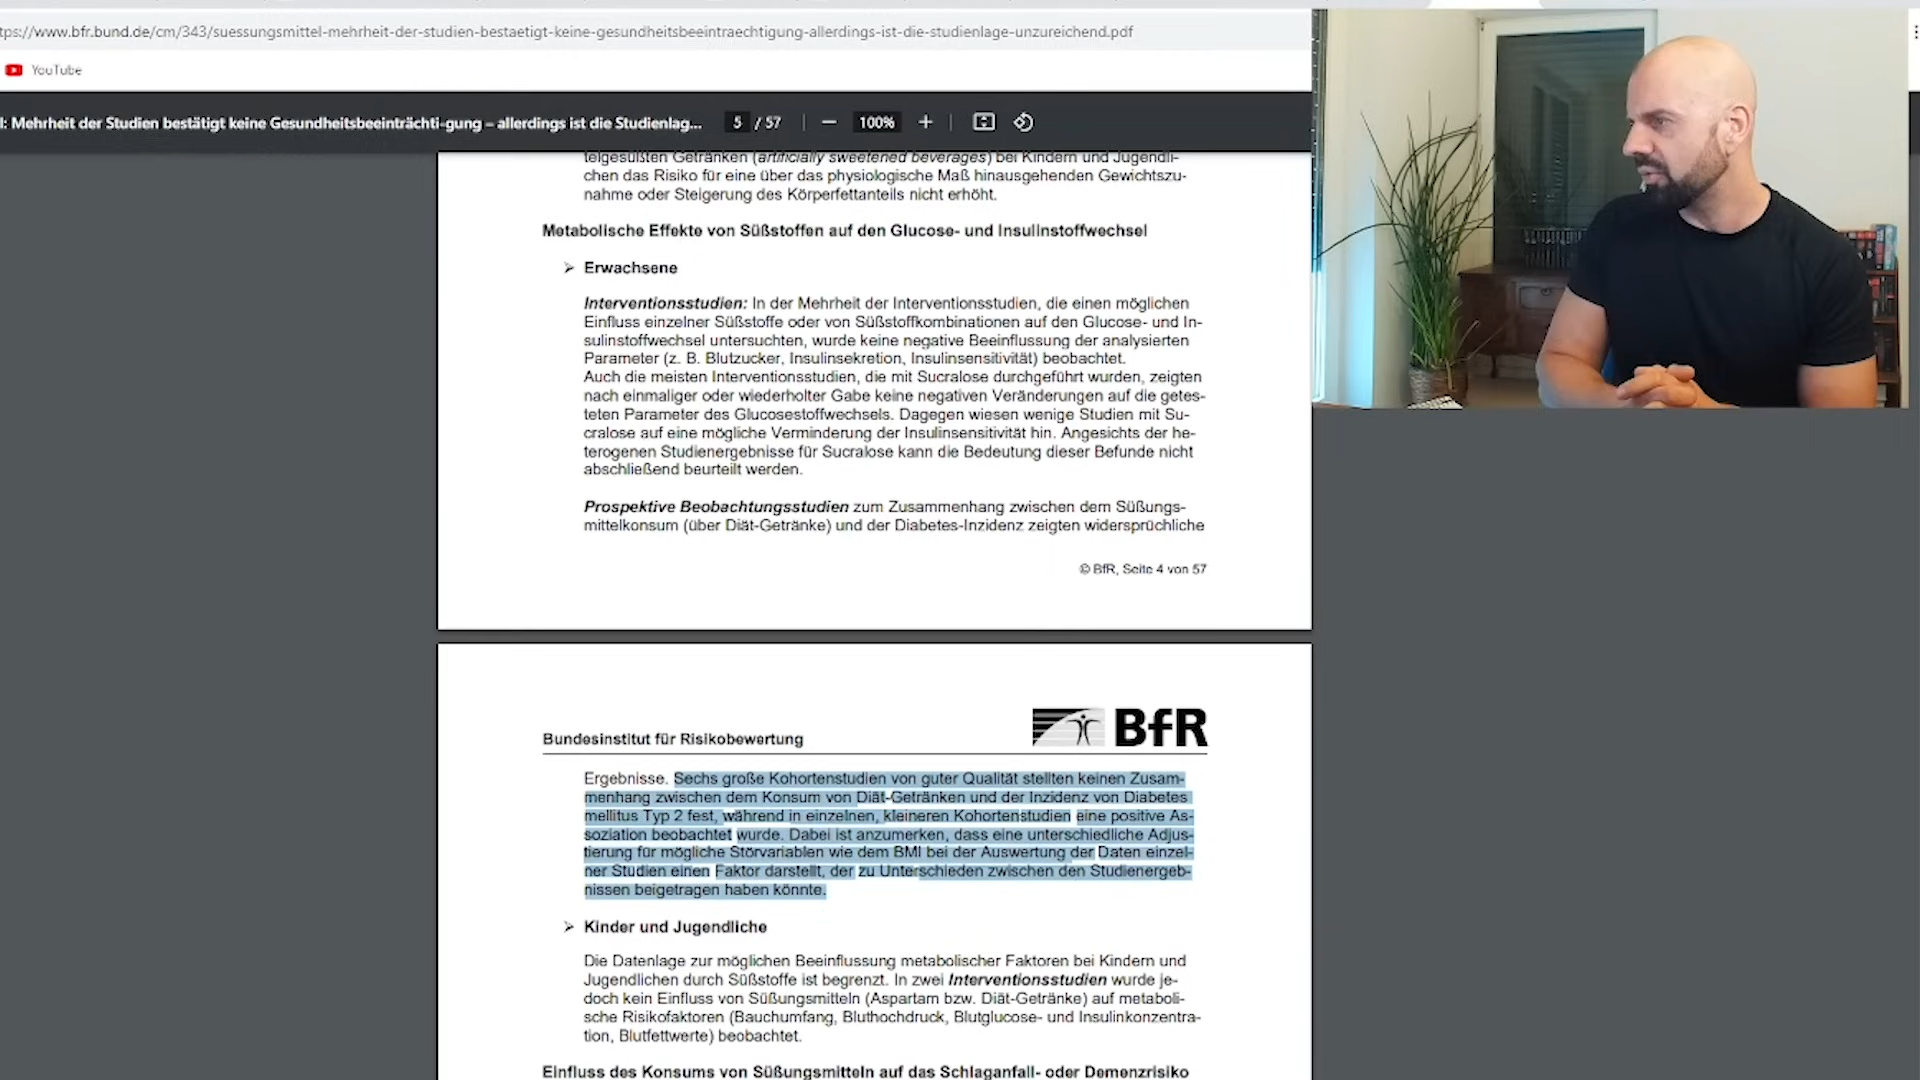 tps://www.bfr.bund.de/cm/343/suessungsmittel-mehrheit-der-studien-bestaetigt-keine-gesundheitsbeeintraechtigung-allerdings-ist-die-studienlage-unzureichend.pdf
YouTube
l: Mehrheit der Studien bestätigt keine Gesundheitsbeeinträchti-gung – allerdings ist die Studienlag... 5 / 57 — 100% +
telgesüßten Getränken (artificially sweetened beverages) bei Kindern und Jugendli-
chen das Risiko für eine über das physiologische Maß hinausgehenden Gewichtszu-
nahme oder Steigerung des Körperfettanteils nicht erhöht.
Metabolische Effekte von Süßstoffen auf den Glucose- und Insulinstoffwechsel
➢ Erwachsene
Interventionsstudien: In der Mehrheit der Interventionsstudien, die einen möglichen
Einfluss einzelner Süßstoffe oder von Süßstoffkombinationen auf den Glucose- und In-
sulinstoffwechsel untersuchten, wurde keine negative Beeinflussung der analysierten
Parameter (z. B. Blutzucker, Insulinsekretion, Insulinsensitivität) beobachtet.
Auch die meisten Interventionsstudien, die mit Sucralose durchgeführt wurden, zeigten
nach einmaliger oder wiederholter Gabe keine negativen Veränderungen auf die getes-
teten Parameter des Glucosestoffwechsels. Dagegen wiesen wenige Studien mit Su-
cralose auf eine mögliche Verminderung der Insulinsensitivität hin. Angesichts der he-
terogenen Studienergebnisse für Sucralose kann die Bedeutung dieser Befunde nicht
abschließend beurteilt werden.
Prospektive Beobachtungsstudien zum Zusammenhang zwischen dem Süßungs-
mittelkonsum (über Diät-Getränke) und der Diabetes-Inzidenz zeigten widersprüchliche
© BfR, Seite 4 von 57
BfR
Bundesinstitut für Risikobewertung
Ergebnisse. Sechs große Kohortenstudien von guter Qualität stellten keinen Zusam-
menhang zwischen dem Konsum von Diät-Getränken und der Inzidenz von Diabetes
mellitus Typ 2 fest, während in einzelnen, kleineren Kohortenstudien eine positive As-
soziation beobachtet wurde. Dabei ist anzumerken, dass eine unterschiedliche Adjus-
tierung für mögliche Störvariablen wie dem BMI bei der Auswertung der Daten einzel-
ner Studien einen Faktor darstellt, der zu Unterschieden zwischen den Studienergeb-
nissen beigetragen haben könnte.
➢ Kinder und Jugendliche
Die Datenlage zur möglichen Beeinflussung metabolischer Faktoren bei Kindern und
Jugendlichen durch Süßstoffe ist begrenzt. In zwei Interventionsstudien wurde je-
doch kein Einfluss von Süßungsmitteln (Aspartam bzw. Diät-Getränke) auf metaboli-
sche Risikofaktoren (Bauchumfang, Bluthochdruck, Blutglucose- und Insulinkonzentra-
tion, Blutfettwerte) beobachtet.
Einfluss des Konsums von Süßungsmitteln auf das Schlaganfall- oder Demenzrisiko